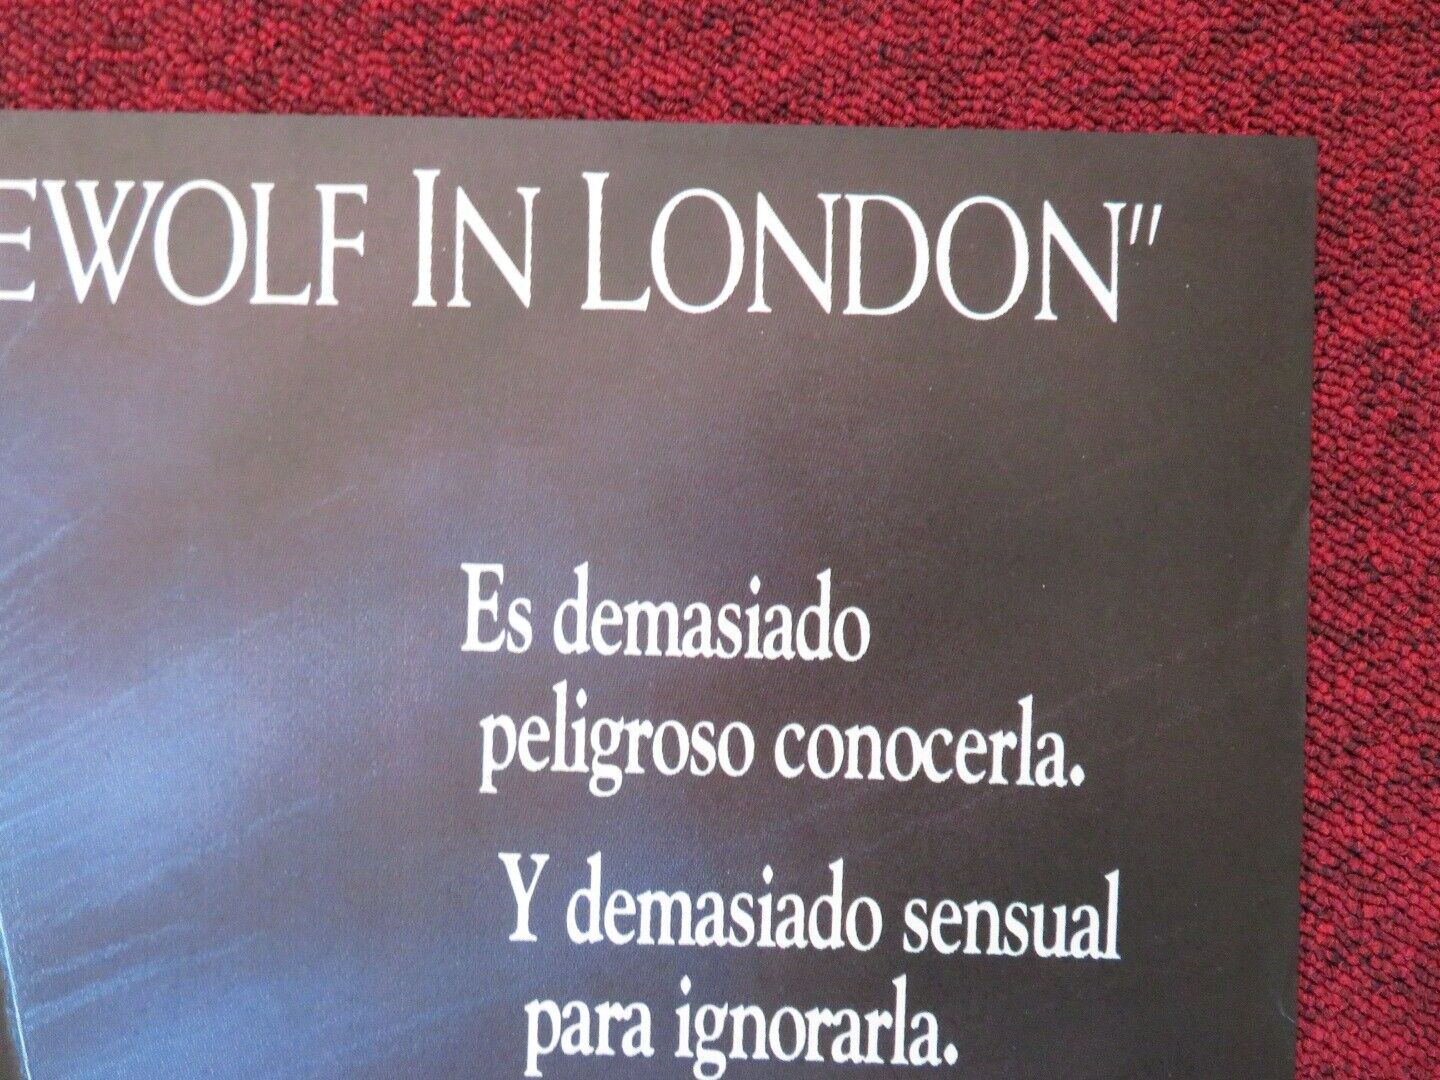 EWOLF IN LONDON"
Es demasiado
peligroso conocerla.
Y demasiado sensual
para ignorarla.